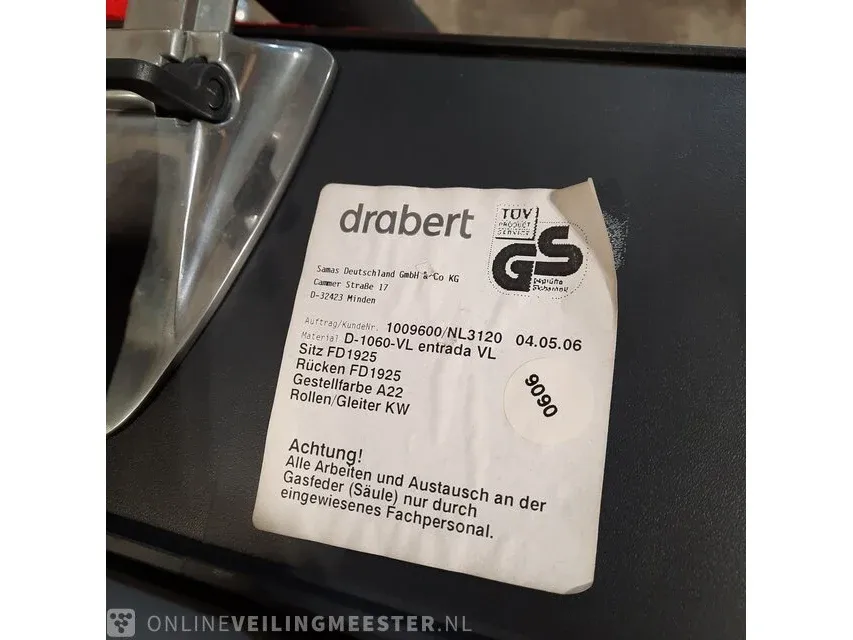 drabert
TÜV
PRODUCT
SERVICE
GS
geprüfte
Sicherheit
Samas Deutschland GmbH & Co KG
Cammer Straße 17
D-32423 Minden
Auftrag/KundeNr. 1009600/NL3120 04.05.06
Material D-1060-VL entrada VL
Sitz FD1925
Rücken FD1925
Gestellfarbe A22
Rollen/Gleiter KW
9090
Achtung!
Alle Arbeiten und Austausch an der
Gasfeder (Säule) nur durch
eingewiesenes Fachpersonal.
ONLINEVEILINGMEESTER.NL